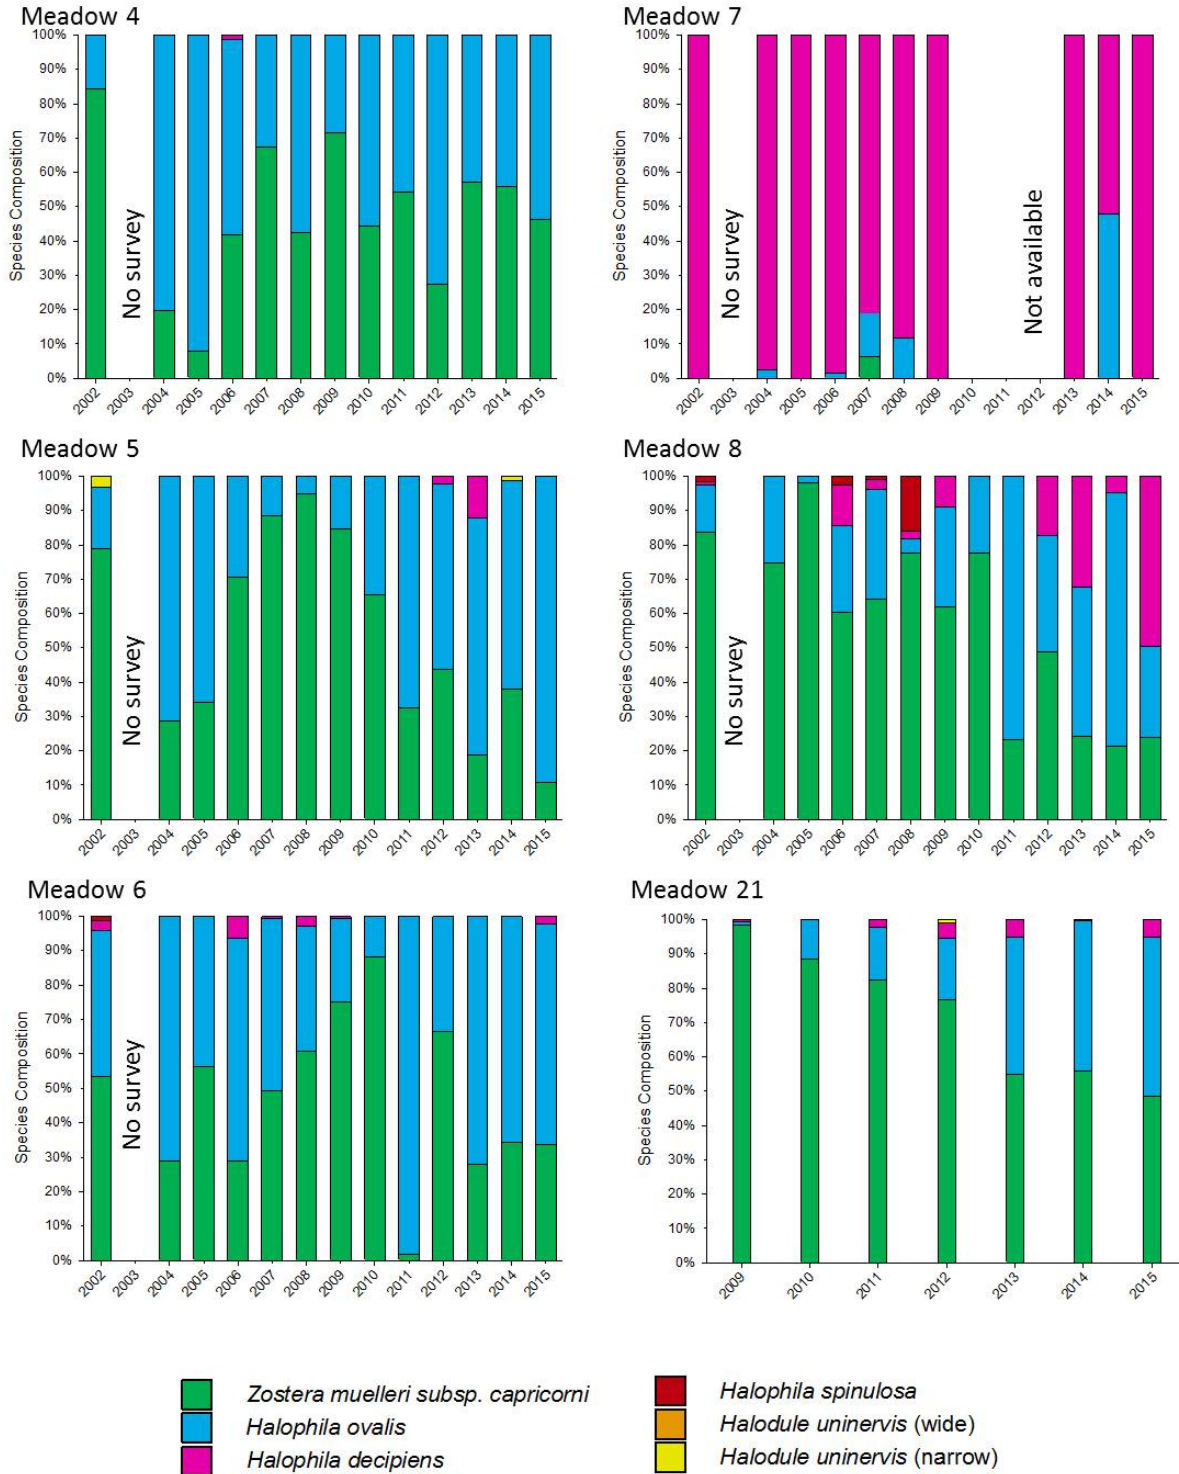 Meadow 4
100%
90%
80%
70%
60%
50%
40%
30%
20%
10%
0%
Species Composition
No survey
2002 2003 2004 2005 2006 2007 2008 2009 2010 2011 2012 2013 2014 2015
Meadow 7
100%
90%
80%
70%
60%
50%
40%
30%
20%
10%
0%
Species Composition
No survey
Not available
2002 2003 2004 2005 2006 2007 2008 2009 2010 2011 2012 2013 2014 2015
Meadow 5
100%
90%
80%
70%
60%
50%
40%
30%
20%
10%
0%
Species Composition
No survey
2002 2003 2004 2005 2006 2007 2008 2009 2010 2011 2012 2013 2014 2015
Meadow 8
100%
90%
80%
70%
60%
50%
40%
30%
20%
10%
0%
Species Composition
No survey
2002 2003 2004 2005 2006 2007 2008 2009 2010 2011 2012 2013 2014 2015
Meadow 6
100%
90%
80%
70%
60%
50%
40%
30%
20%
10%
0%
Species Composition
No survey
2002 2003 2004 2005 2006 2007 2008 2009 2010 2011 2012 2013 2014 2015
Meadow 21
100%
90%
80%
70%
60%
50%
40%
30%
20%
10%
0%
Species Composition
2009 2010 2011 2012 2013 2014 2015
Zostera muelleri subsp. capricorni
Halophila ovalis
Halophila decipiens
Halophila spinulosa
Halodule uninervis (wide)
Halodule uninervis (narrow)